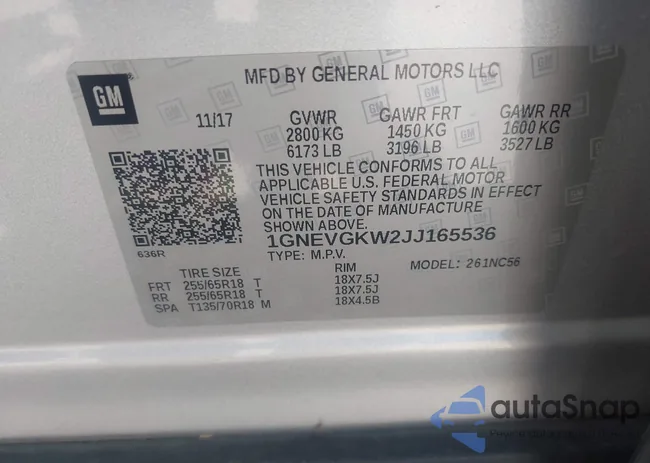 GM
MFD BY GENERAL MOTORS LLC
11/17
GVWR GAWR FRT GAWR RR
2800 KG 1450 KG 1600 KG
6173 LB 3196 LB 3527 LB
THIS VEHICLE CONFORMS TO ALL
APPLICABLE U.S. FEDERAL MOTOR
VEHICLE SAFETY STANDARDS IN EFFECT
ON THE DATE OF MANUFACTURE
SHOWN ABOVE.
1GNEVGKW2JJ165536
636R
TYPE: M.P.V. MODEL: 261NC56
TIRE SIZE RIM
FRT 255/65R18 T 18X7.5J
RR 255/65R18 T 18X7.5J
SPA T135/70R18 M 18X4.5B
autaSnap